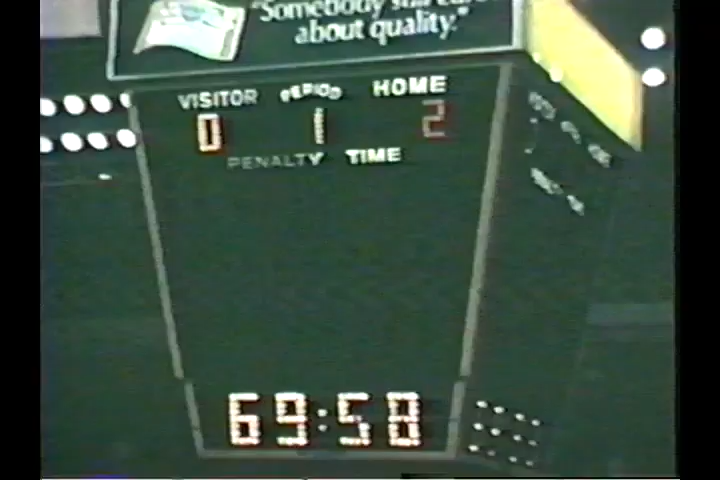 "Somebody still cares
about quality."
VISITOR PERIOD HOME
0 1 2
PENALTY TIME
69:58